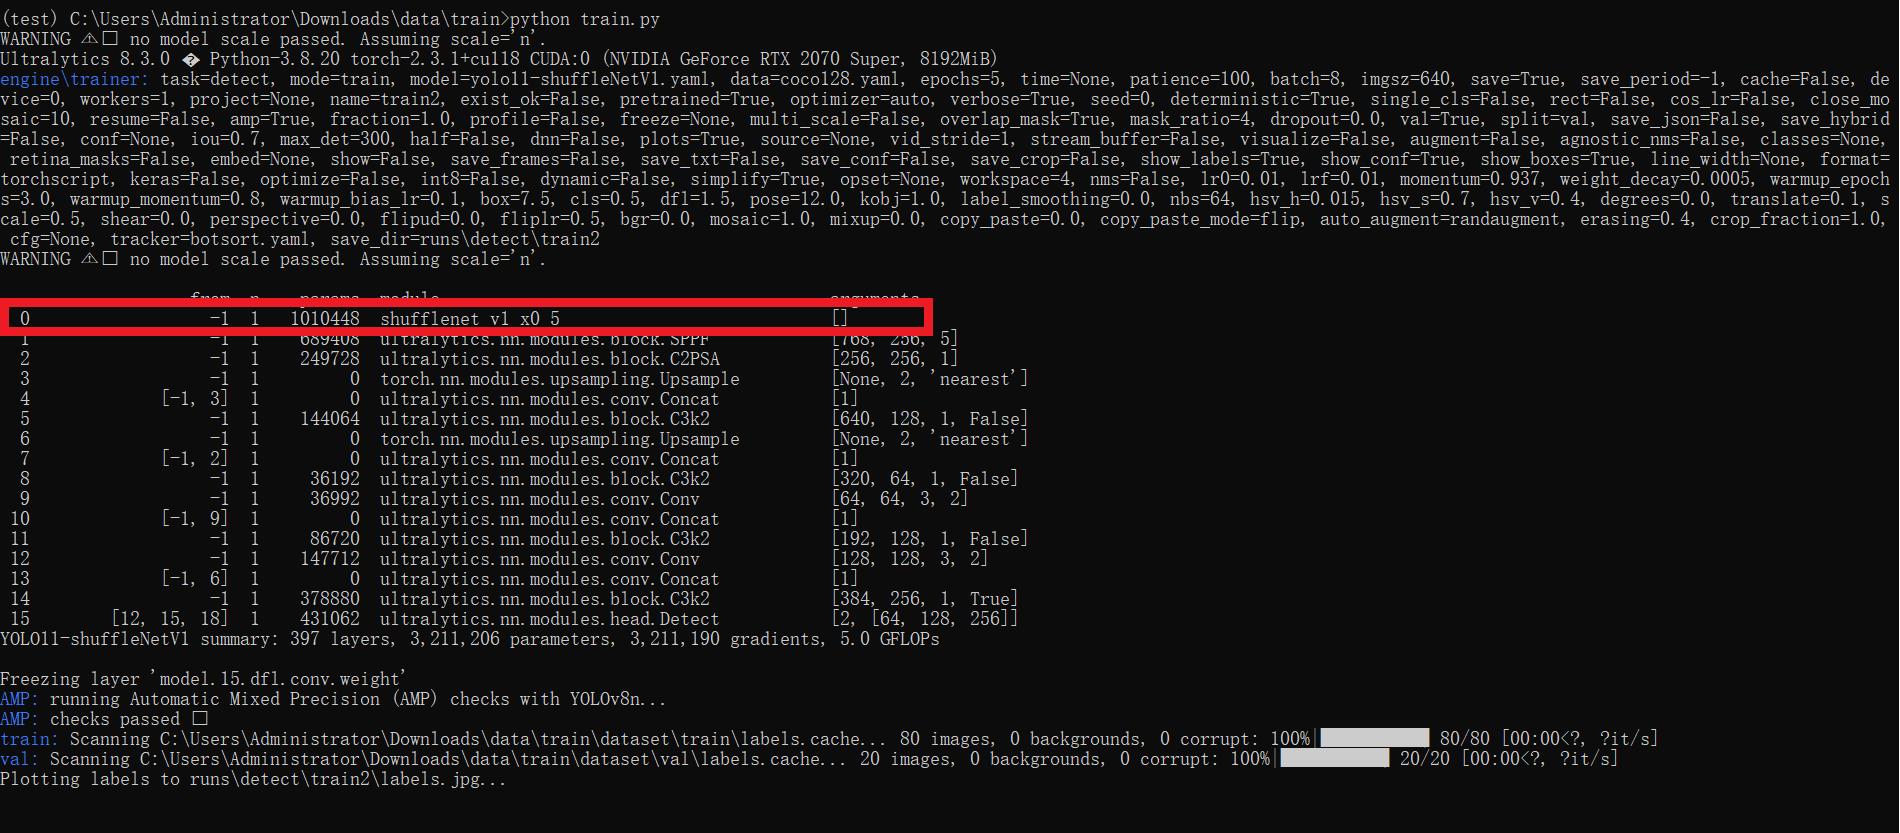 (test) C:\Users\Administrator\Downloads\data\train>python train.py
WARNING ⚠□ no model scale passed. Assuming scale='n'.
Ultralytics 8.3.0 � Python-3.8.20 torch-2.3.1+cu118 CUDA:0 (NVIDIA GeForce RTX 2070 Super, 8192MiB)
engine\trainer: task=detect, mode=train, model=yolo11-shuffleNetV1.yaml, data=coco128.yaml, epochs=5, time=None, patience=100, batch=8, imgsz=640, save=True, save_period=-1, cache=False, de
vice=0, workers=1, project=None, name=train2, exist_ok=False, pretrained=True, optimizer=auto, verbose=True, seed=0, deterministic=True, single_cls=False, rect=False, cos_lr=False, close_mo
saic=10, resume=False, amp=True, fraction=1.0, profile=False, freeze=None, multi_scale=False, overlap_mask=True, mask_ratio=4, dropout=0.0, val=True, split=val, save_json=False, save_hybrid
=False, conf=None, iou=0.7, max_det=300, half=False, dnn=False, plots=True, source=None, vid_stride=1, stream_buffer=False, visualize=False, augment=False, agnostic_nms=False, classes=None,
retina_masks=False, embed=None, show=False, save_frames=False, save_txt=False, save_conf=False, save_crop=False, show_labels=True, show_conf=True, show_boxes=True, line_width=None, format=
torchscript, keras=False, optimize=False, int8=False, dynamic=False, simplify=True, opset=None, workspace=4, nms=False, lr0=0.01, lrf=0.01, momentum=0.937, weight_decay=0.0005, warmup_epoch
s=3.0, warmup_momentum=0.8, warmup_bias_lr=0.1, box=7.5, cls=0.5, dfl=1.5, pose=12.0, kobj=1.0, label_smoothing=0.0, nbs=64, hsv_h=0.015, hsv_s=0.7, hsv_v=0.4, degrees=0.0, translate=0.1, s
cale=0.5, shear=0.0, perspective=0.0, flipud=0.0, fliplr=0.5, bgr=0.0, mosaic=1.0, mixup=0.0, copy_paste=0.0, copy_paste_mode=flip, auto_augment=randaugment, erasing=0.4, crop_fraction=1.0,
cfg=None, tracker=botsort.yaml, save_dir=runs\detect\train2
WARNING ⚠□ no model scale passed. Assuming scale='n'.
from n params module arguments
0 -1 1 1010448 shufflenet_v1_x0_5 []
1 -1 1 689408 ultralytics.nn.modules.block.SPPF [768, 256, 5]
2 -1 1 249728 ultralytics.nn.modules.block.C2PSA [256, 256, 1]
3 -1 1 0 torch.nn.modules.upsampling.Upsample [None, 2, 'nearest']
4 [-1, 3] 1 0 ultralytics.nn.modules.conv.Concat [1]
5 -1 1 144064 ultralytics.nn.modules.block.C3k2 [640, 128, 1, False]
6 -1 1 0 torch.nn.modules.upsampling.Upsample [None, 2, 'nearest']
7 [-1, 2] 1 0 ultralytics.nn.modules.conv.Concat [1]
8 -1 1 36192 ultralytics.nn.modules.block.C3k2 [320, 64, 1, False]
9 -1 1 36992 ultralytics.nn.modules.conv.Conv [64, 64, 3, 2]
10 [-1, 9] 1 0 ultralytics.nn.modules.conv.Concat [1]
11 -1 1 86720 ultralytics.nn.modules.block.C3k2 [192, 128, 1, False]
12 -1 1 147712 ultralytics.nn.modules.conv.Conv [128, 128, 3, 2]
13 [-1, 6] 1 0 ultralytics.nn.modules.conv.Concat [1]
14 -1 1 378880 ultralytics.nn.modules.block.C3k2 [384, 256, 1, True]
15 [12, 15, 18] 1 431062 ultralytics.nn.modules.head.Detect [2, [64, 128, 256]]
YOLO11-shuffleNetV1 summary: 397 layers, 3,211,206 parameters, 3,211,190 gradients, 5.0 GFLOPs
Freezing layer 'model.15.dfl.conv.weight'
AMP: running Automatic Mixed Precision (AMP) checks with YOLOv8n...
AMP: checks passed □
train: Scanning C:\Users\Administrator\Downloads\data\train\dataset\train\labels.cache... 80 images, 0 backgrounds, 0 corrupt: 100%|██████████| 80/80 [00:00<?, ?it/s]
val: Scanning C:\Users\Administrator\Downloads\data\train\dataset\val\labels.cache... 20 images, 0 backgrounds, 0 corrupt: 100%|██████████| 20/20 [00:00<?, ?it/s]
Plotting labels to runs\detect\train2\labels.jpg...